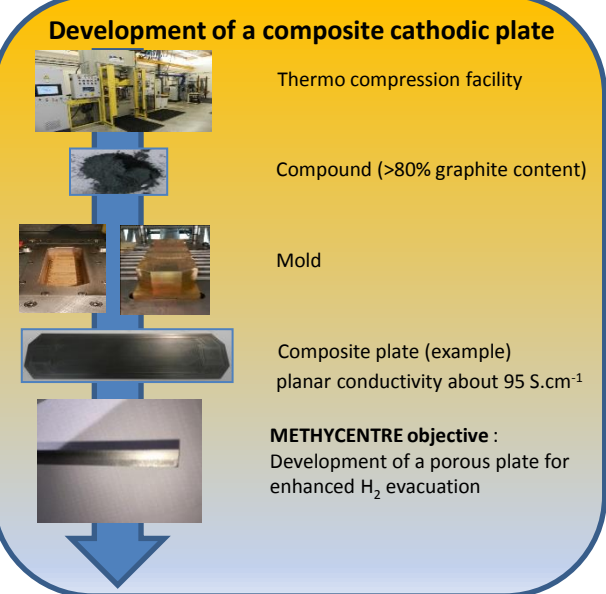 Development of a composite cathodic plate
Thermo compression facility
Compound (>80% graphite content)
Mold
Composite plate (example)
planar conductivity about 95 S.cm⁻¹
METHYCENTRE objective :
Development of a porous plate for
enhanced H₂ evacuation